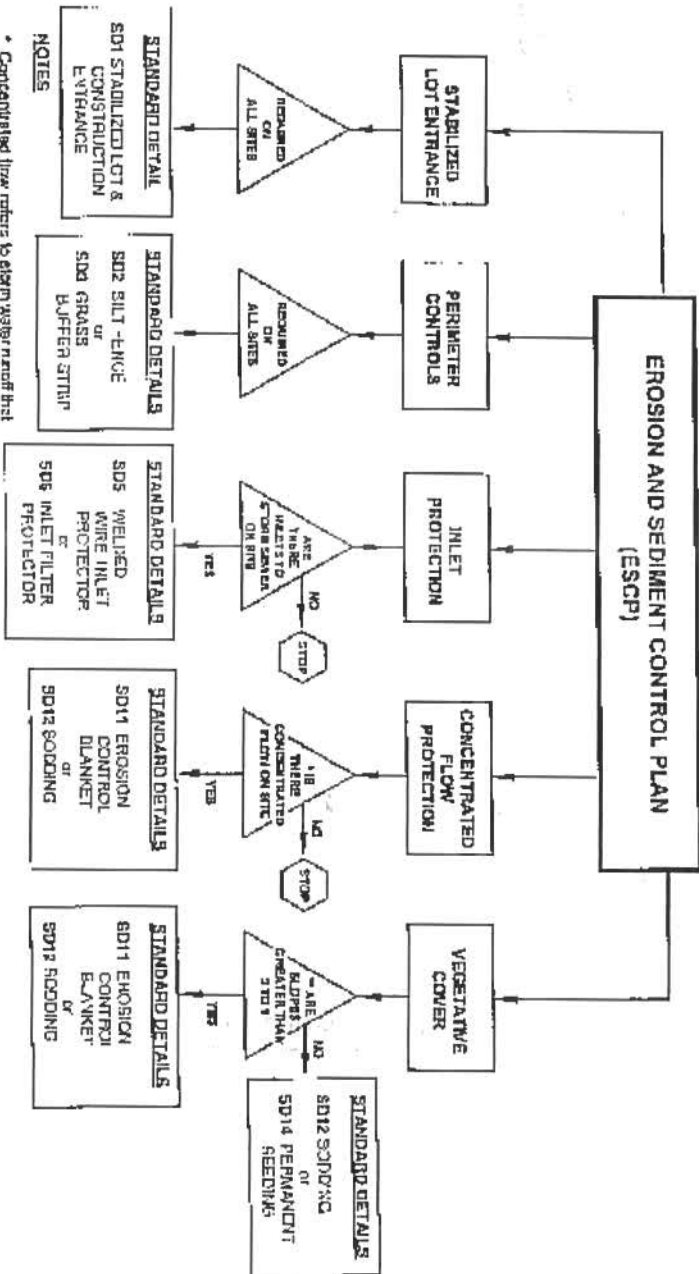 EROSION AND SEDIMENT CONTROL PLAN
(ESCP)
STABILIZED
LOT ENTRANCE
REQUIRED
ON
ALL SITES
STANDARD DETAIL
SD1 STABILIZED LOT &
CONSTRUCTION
ENTRANCE
PERIMETER
CONTROLS
REQUIRED
ON
ALL SITES
STANDARD DETAILS
SD2 SILT FENCE
or
SD3 GRASS
BUFFER STRIP
INLET
PROTECTION
ARE
THERE
INLETS TO
STORM SEWER
ON SITE
NO
STOP
YES
STANDARD DETAILS
SD5 WELDED
WIRE INLET
PROTECTOR
or
SD6 INLET FILTER
PROTECTOR
CONCENTRATED
FLOW
PROTECTION
*IS
THERE
CONCENTRATED
FLOW ON SITE
NO
STOP
YES
STANDARD DETAILS
SD11 EROSION
CONTROL
BLANKET
or
SD12 SODDING
VEGETATIVE
COVER
** ARE
SLOPES
GREATER THAN
NO
YES
STANDARD DETAILS
SD11 EROSION
CONTROL
BLANKET
or
SD12 SODDING
STANDARD DETAILS
SD12 SODDING
or
SD14 PERMANENT
SEEDING
NOTES
* Concentrated flow refers to storm water runoff that